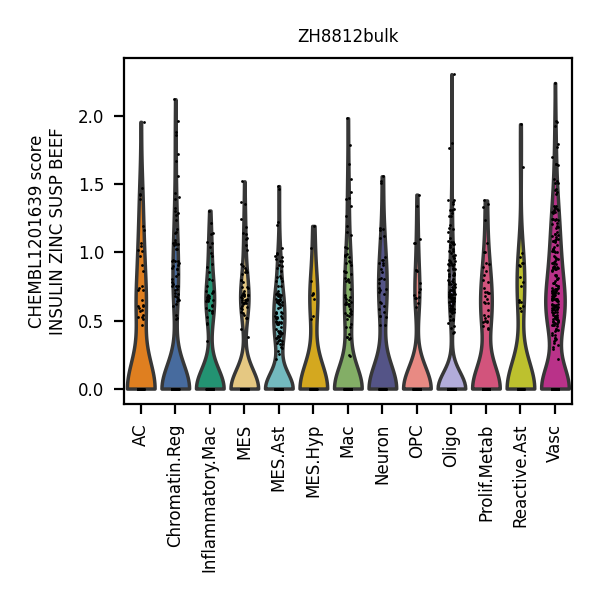 ZH8812bulk
CHEMBL1201639 score
INSULIN ZINC SUSP BEEF
2.0
1.5
1.0
0.5
0.0
AC
Chromatin.Reg
Inflammatory.Mac
MES
MES.Ast
MES.Hyp
Mac
Neuron
OPC
Oligo
Prolif.Metab
Reactive.Ast
Vasc